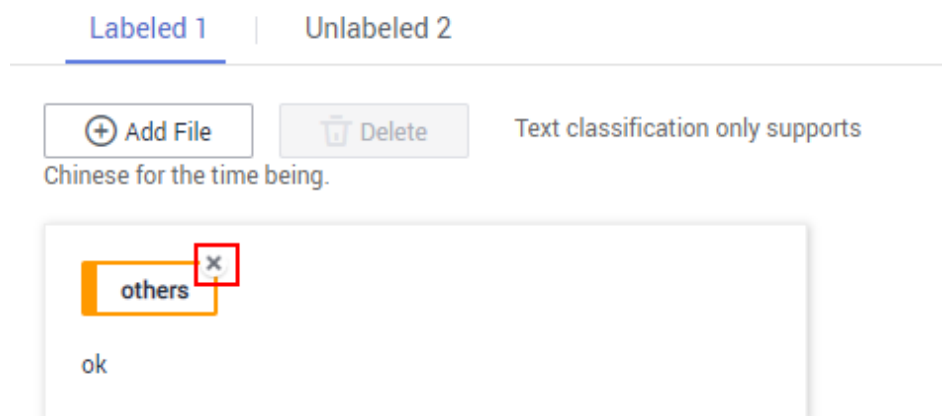 Labeled 1
Unlabeled 2
Add File
Delete
Text classification only supports
Chinese for the time being.
others
ok